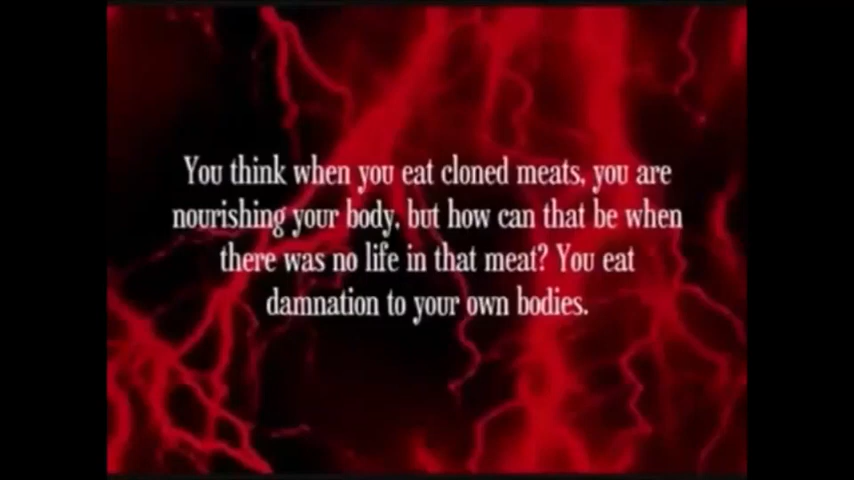 You think when you eat cloned meats, you are
nourishing your body, but how can that be when
there was no life in that meat? You eat
damnation to your own bodies.